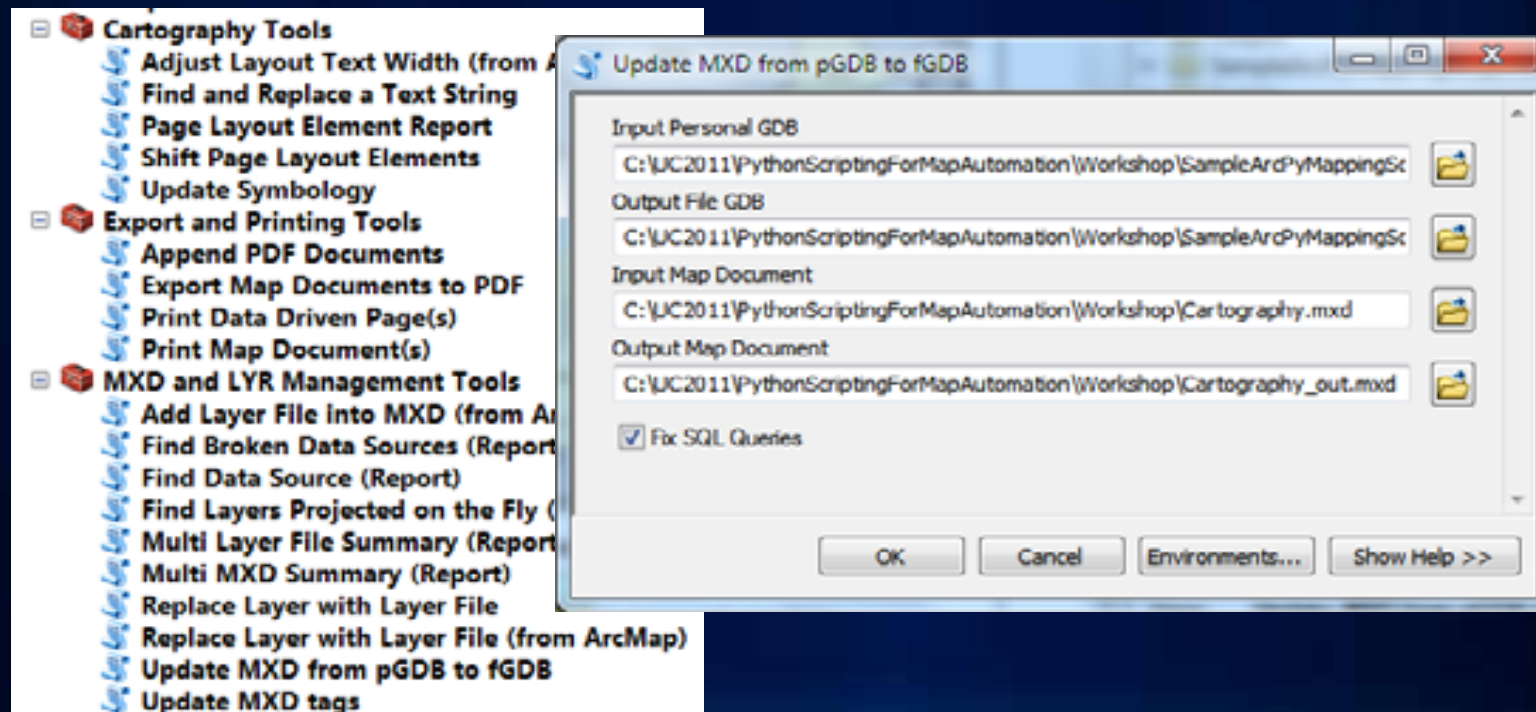 Cartography Tools
Adjust Layout Text Width (from A
Find and Replace a Text String
Page Layout Element Report
Shift Page Layout Elements
Update Symbology
Export and Printing Tools
Append PDF Documents
Export Map Documents to PDF
Print Data Driven Page(s)
Print Map Document(s)
MXD and LYR Management Tools
Add Layer File into MXD (from Ar
Find Broken Data Sources (Report
Find Data Source (Report)
Find Layers Projected on the Fly (
Multi Layer File Summary (Report
Multi MXD Summary (Report)
Replace Layer with Layer File
Replace Layer with Layer File (from ArcMap)
Update MXD from pGDB to fGDB
Update MXD tags
Update MXD from pGDB to fGDB
Input Personal GDB
C:\UC2011\PythonScriptingForMapAutomation\Workshop\SampleArcPyMappingSc
Output File GDB
C:\UC2011\PythonScriptingForMapAutomation\Workshop\SampleArcPyMappingSc
Input Map Document
C:\UC2011\PythonScriptingForMapAutomation\Workshop\Cartography.mxd
Output Map Document
C:\UC2011\PythonScriptingForMapAutomation\Workshop\Cartography_out.mxd
Fix SQL Queries
OK Cancel Environments... Show Help >>